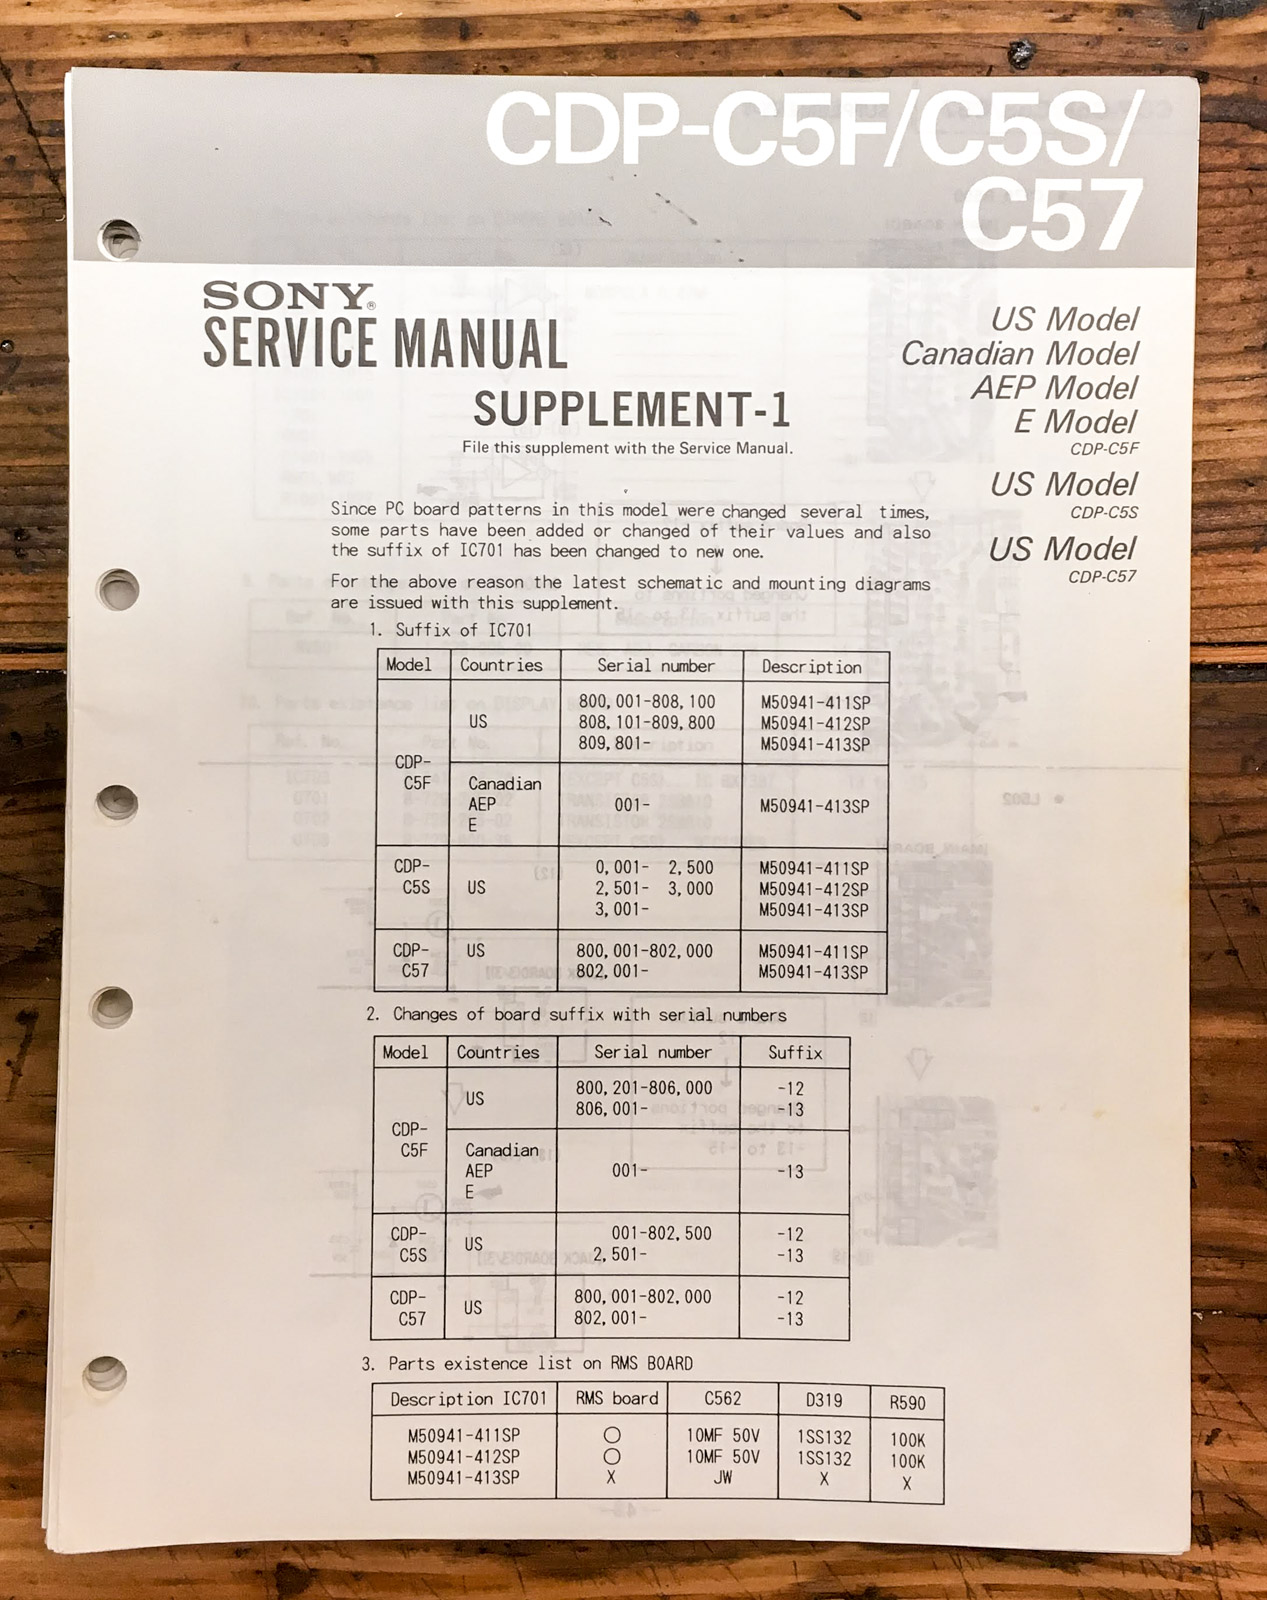 CDP-C5F/C5S/
C57
SONY®
SERVICE MANUAL
SUPPLEMENT-1
File this supplement with the Service Manual.
US Model
Canadian Model
AEP Model
E Model
CDP-C5F
US Model
CDP-C5S
US Model
CDP-C57
Since PC board patterns in this model were changed several times,
some parts have been added or changed of their values and also
the suffix of IC701 has been changed to new one.
For the above reason the latest schematic and mounting diagrams
are issued with this supplement.
1. Suffix of IC701
Model Countries Serial number Description
800,001-808,100 M50941-411SP
US 808,101-809,800 M50941-412SP
809,801- M50941-413SP
CDP-
C5F Canadian
AEP 001- M50941-413SP
E
CDP- 0,001- 2,500 M50941-411SP
C5S US 2,501- 3,000 M50941-412SP
3,001- M50941-413SP
CDP- US 800,001-802,000 M50941-411SP
C57 802,001- M50941-413SP
2. Changes of board suffix with serial numbers
Model Countries Serial number Suffix
US 800,201-806,000 -12
806,001- -13
CDP-
C5F Canadian
AEP 001- -13
E
CDP- US 001-802,500 -12
C5S 2,501- -13
CDP- US 800,001-802,000 -12
C57 802,001- -13
3. Parts existence list on RMS BOARD
Description IC701 RMS board C562 D319 R590
M50941-411SP ○ 10MF 50V 1SS132 100K
M50941-412SP ○ 10MF 50V 1SS132 100K
M50941-413SP X JW X X